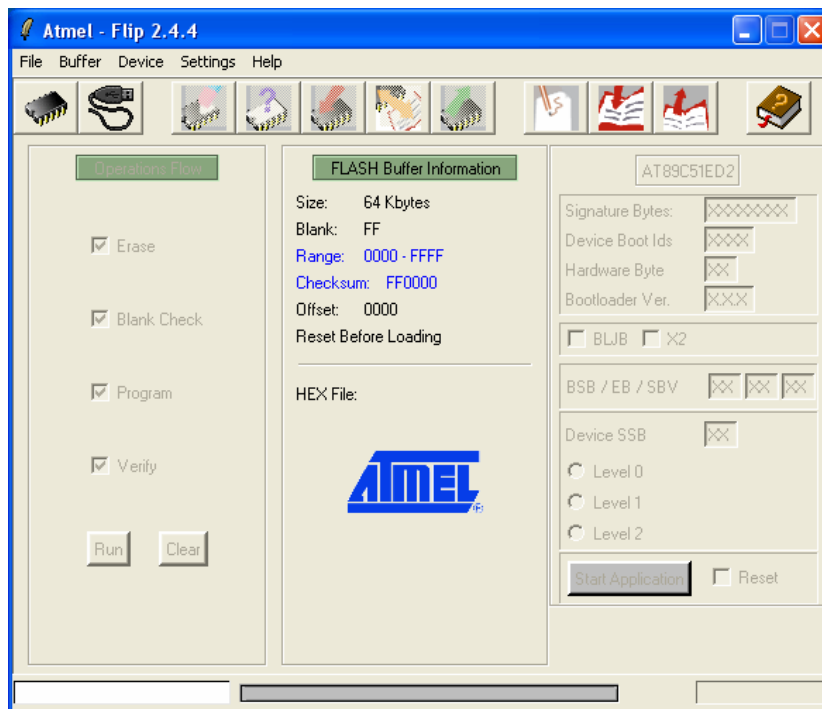 Atmel - Flip 2.4.4
File Buffer Device Settings Help
Operations Flow
Erase
Blank Check
Program
Verify
Run Clear
FLASH Buffer Information
Size: 64 Kbytes
Blank: FF
Range: 0000 - FFFF
Checksum: FF0000
Offset: 0000
Reset Before Loading
HEX File:
ATMEL®
AT89C51ED2
Signature Bytes: XXXXXXXX
Device Boot Ids XXXX
Hardware Byte XX
Bootloader Ver. X.X.X
BLJB X2
BSB / EB / SBV XX XX XX
Device SSB XX
Level 0
Level 1
Level 2
Start Application Reset